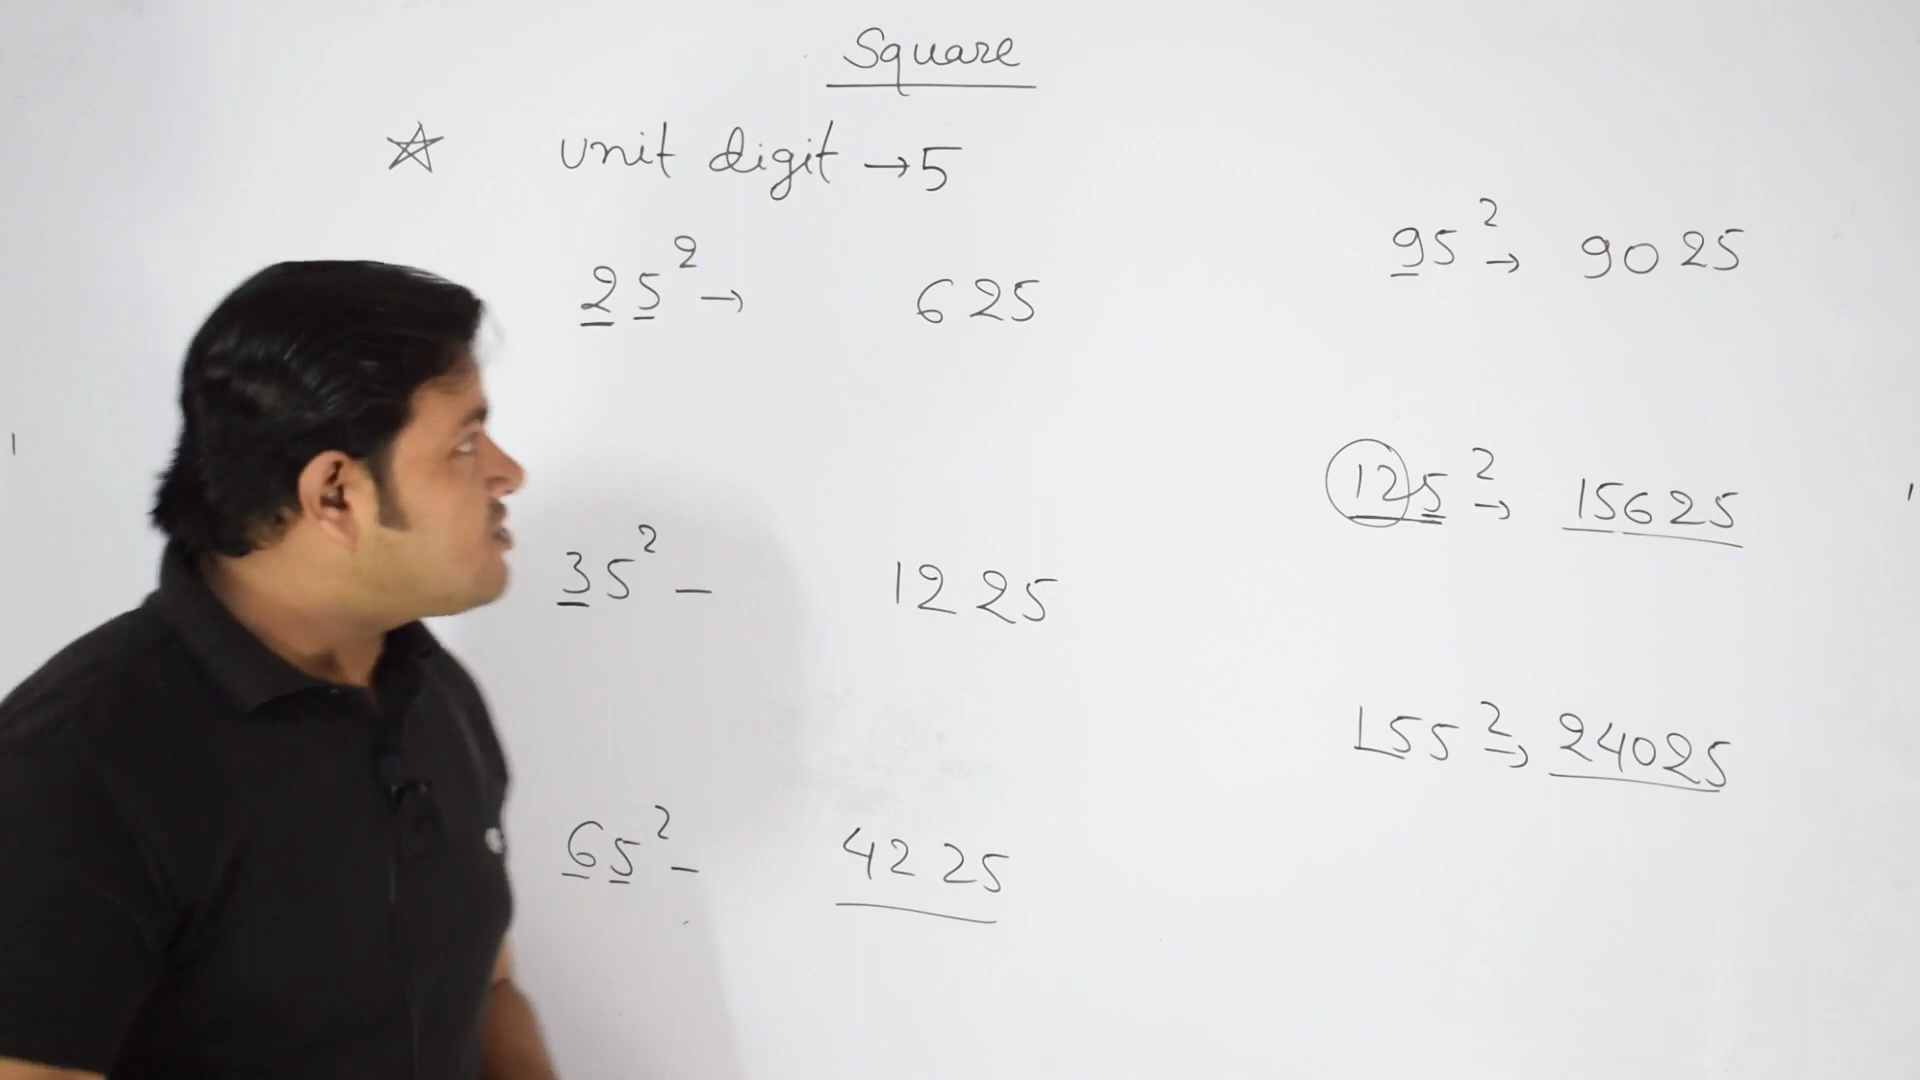 Square
☆ unit digit → 5
25² → 625
35² – 1225
65² – 4225
95² → 9025
125² → 15625
155² → 24025